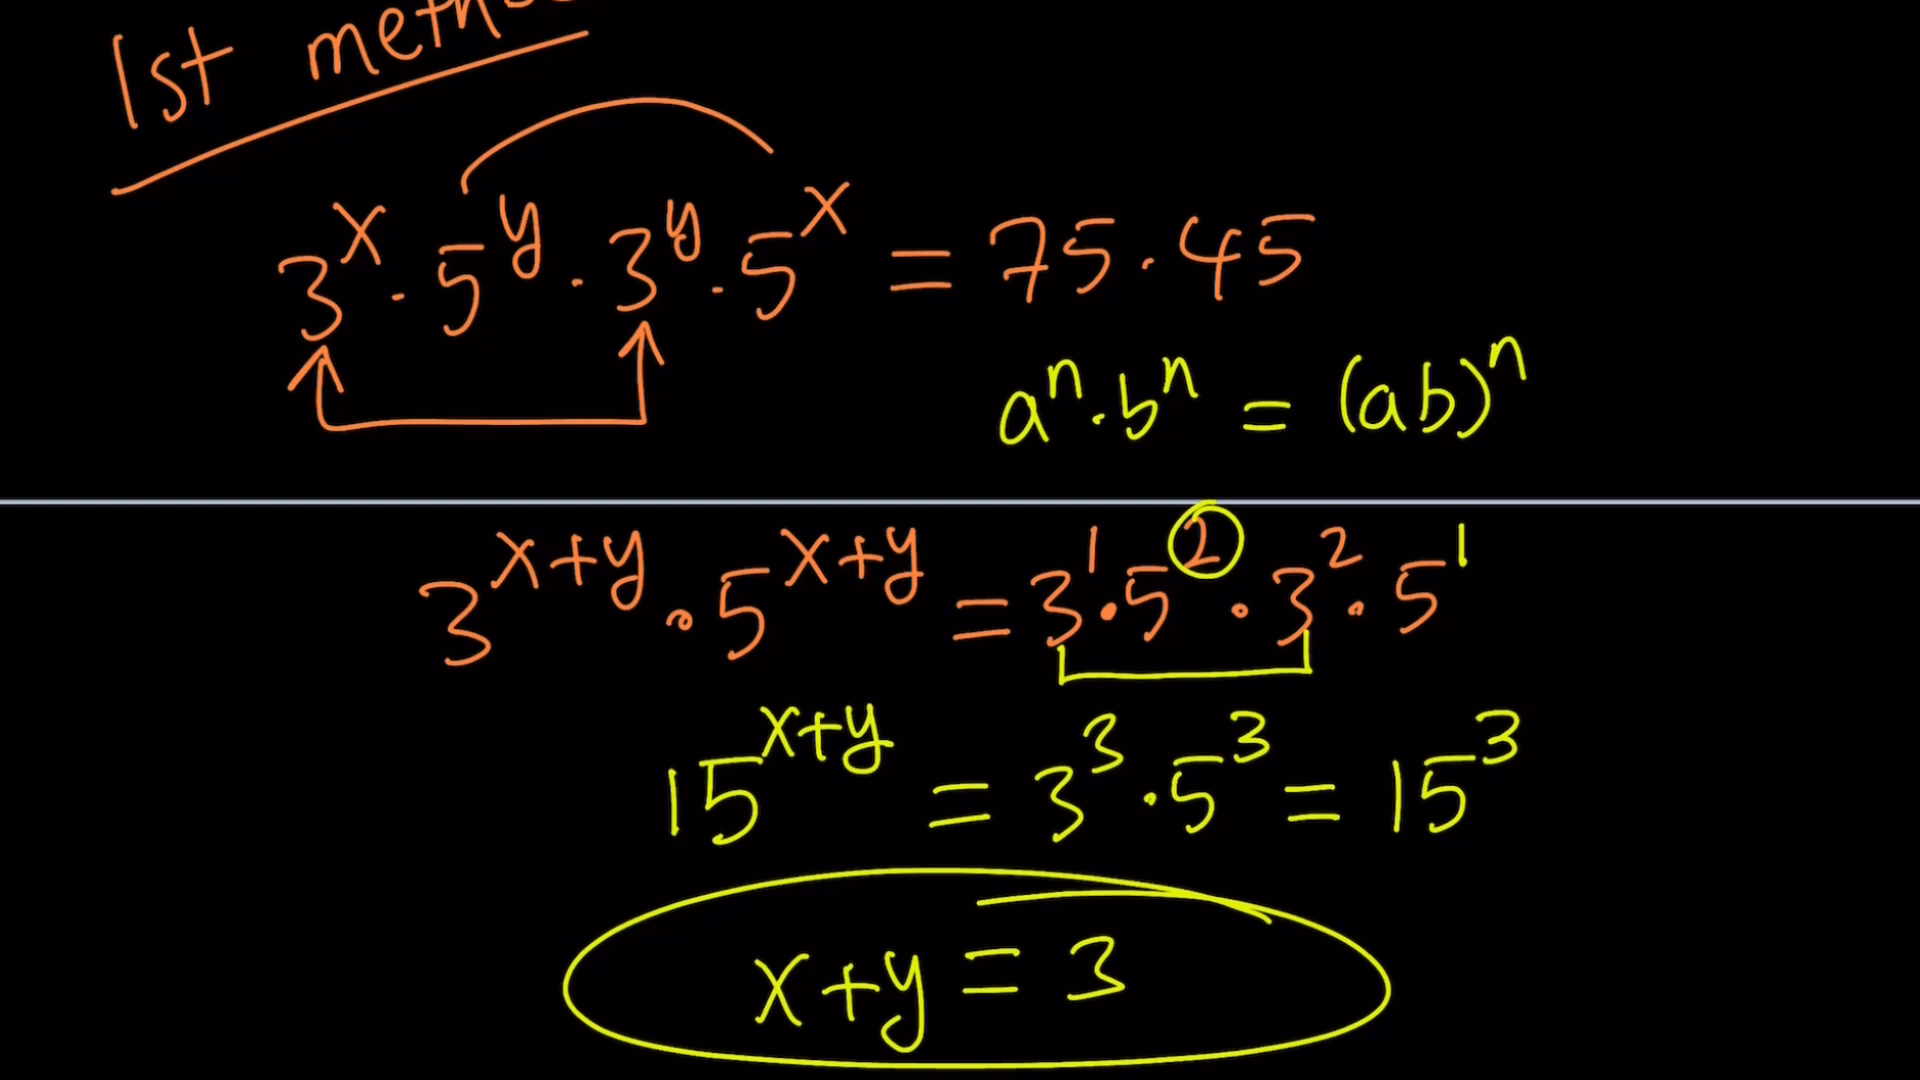 1st metho
3^x · 5^y · 3^y · 5^x = 75 · 45
a^n · b^n = (ab)^n
3^{x+y} · 5^{x+y} = 3^1 · 5^2 · 3^2 · 5^1
15^{x+y} = 3^3 · 5^3 = 15^3
x+y = 3